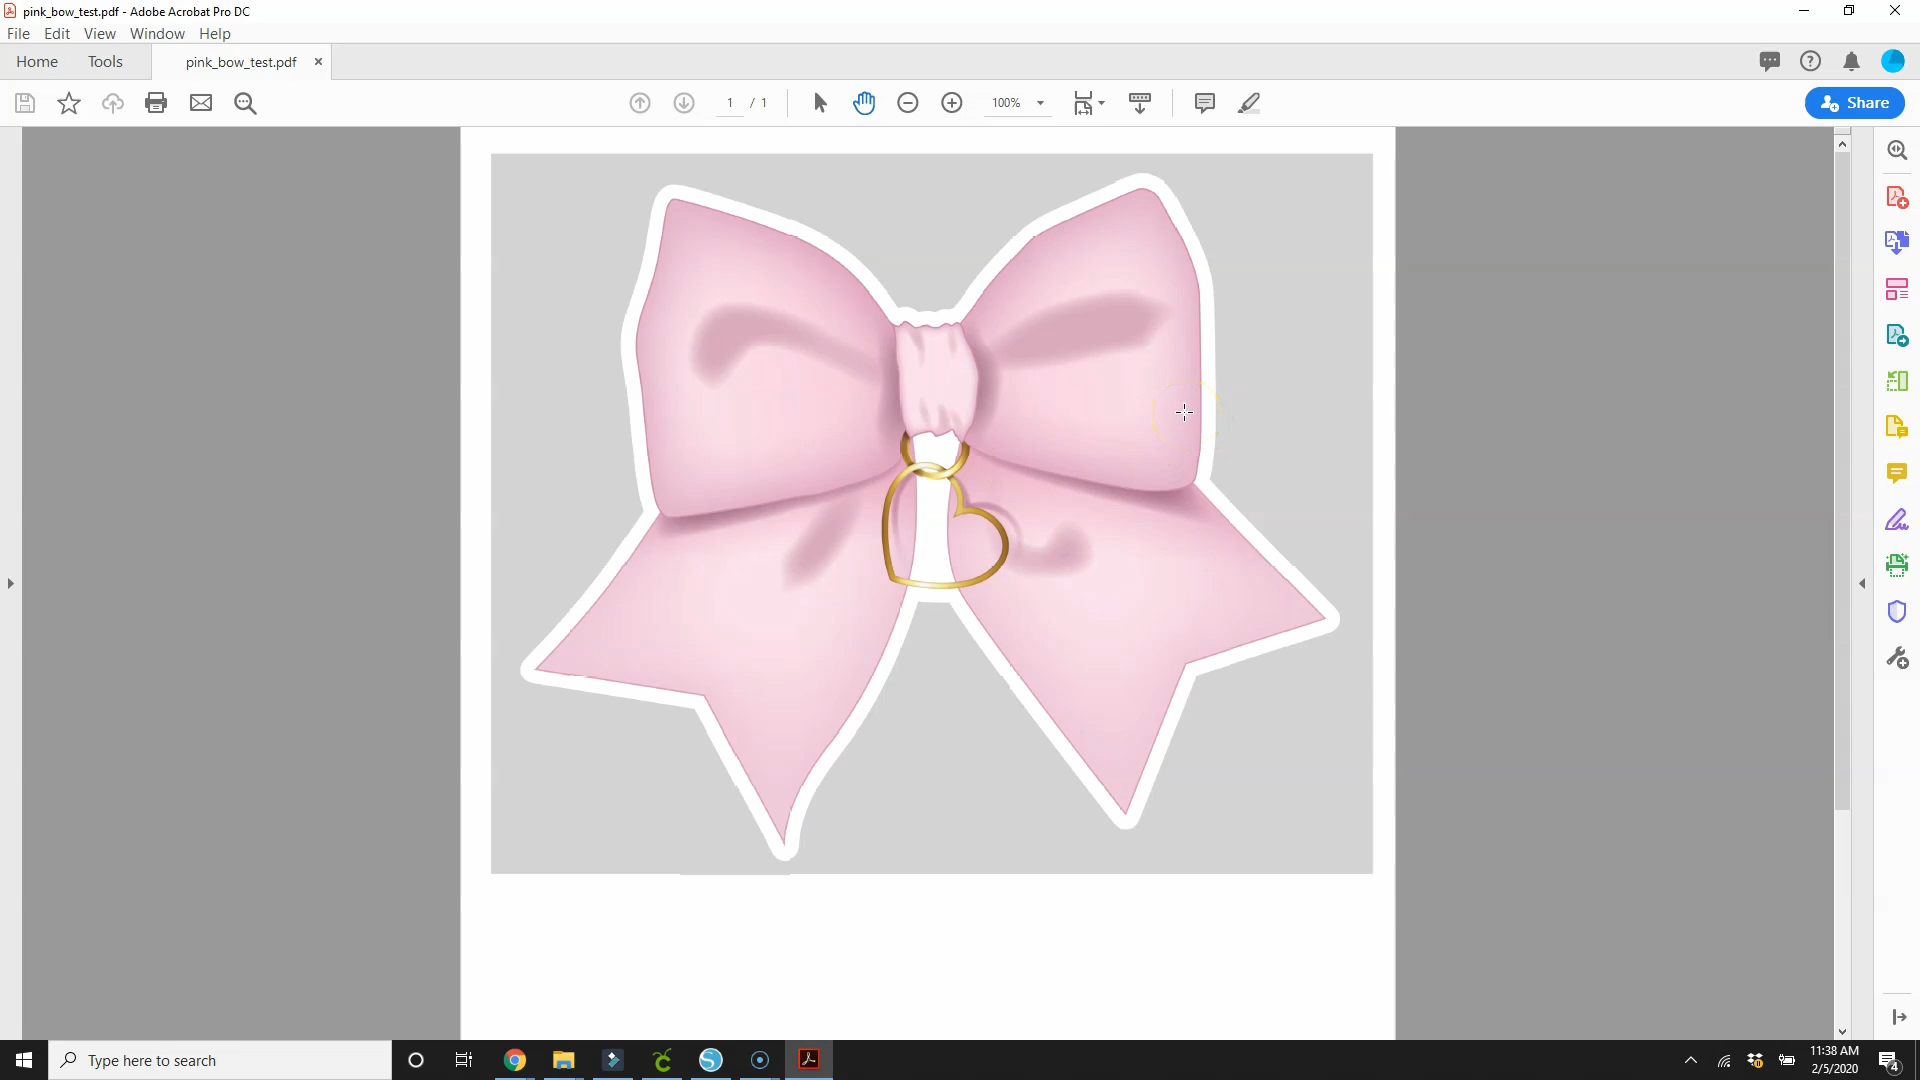 pink_bow_test.pdf - Adobe Acrobat Pro DC
File Edit View Window Help
Home Tools pink_bow_test.pdf
1 / 1 100% Share
Type here to search
11:38 AM
2/5/2020
4